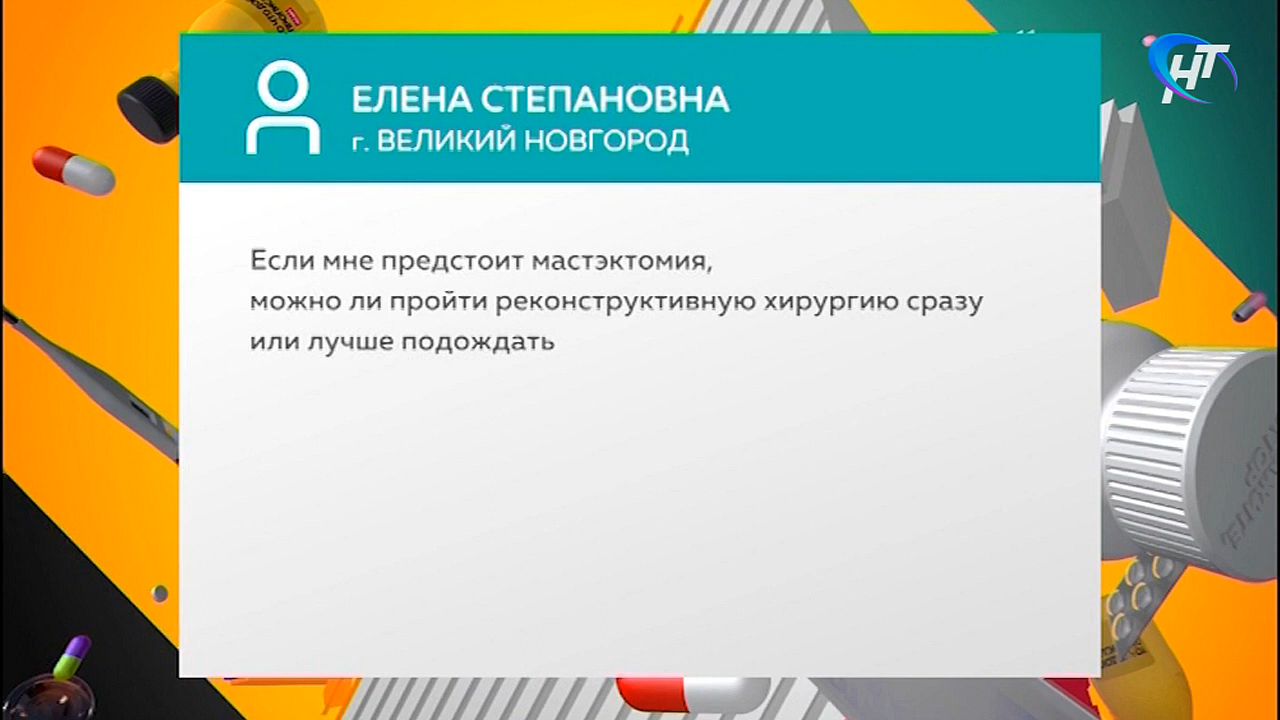 НТ
ЕЛЕНА СТЕПАНОВНА
г. ВЕЛИКИЙ НОВГОРОД
Если мне предстоит мастэктомия,
можно ли пройти реконструктивную хирургию сразу
или лучше подождать